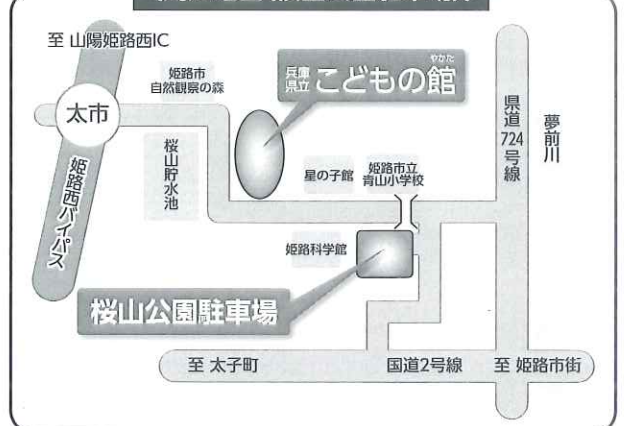 至 山陽姫路西IC
太市
姫路西バイパス
姫路市
自然観察の森
桜山貯水池
兵庫
県立
こどもの館
やかた
星の子館
姫路市立
青山小学校
県道724号線
夢前川
姫路科学館
桜山公園駐車場
至 太子町
国道2号線
至 姫路市街